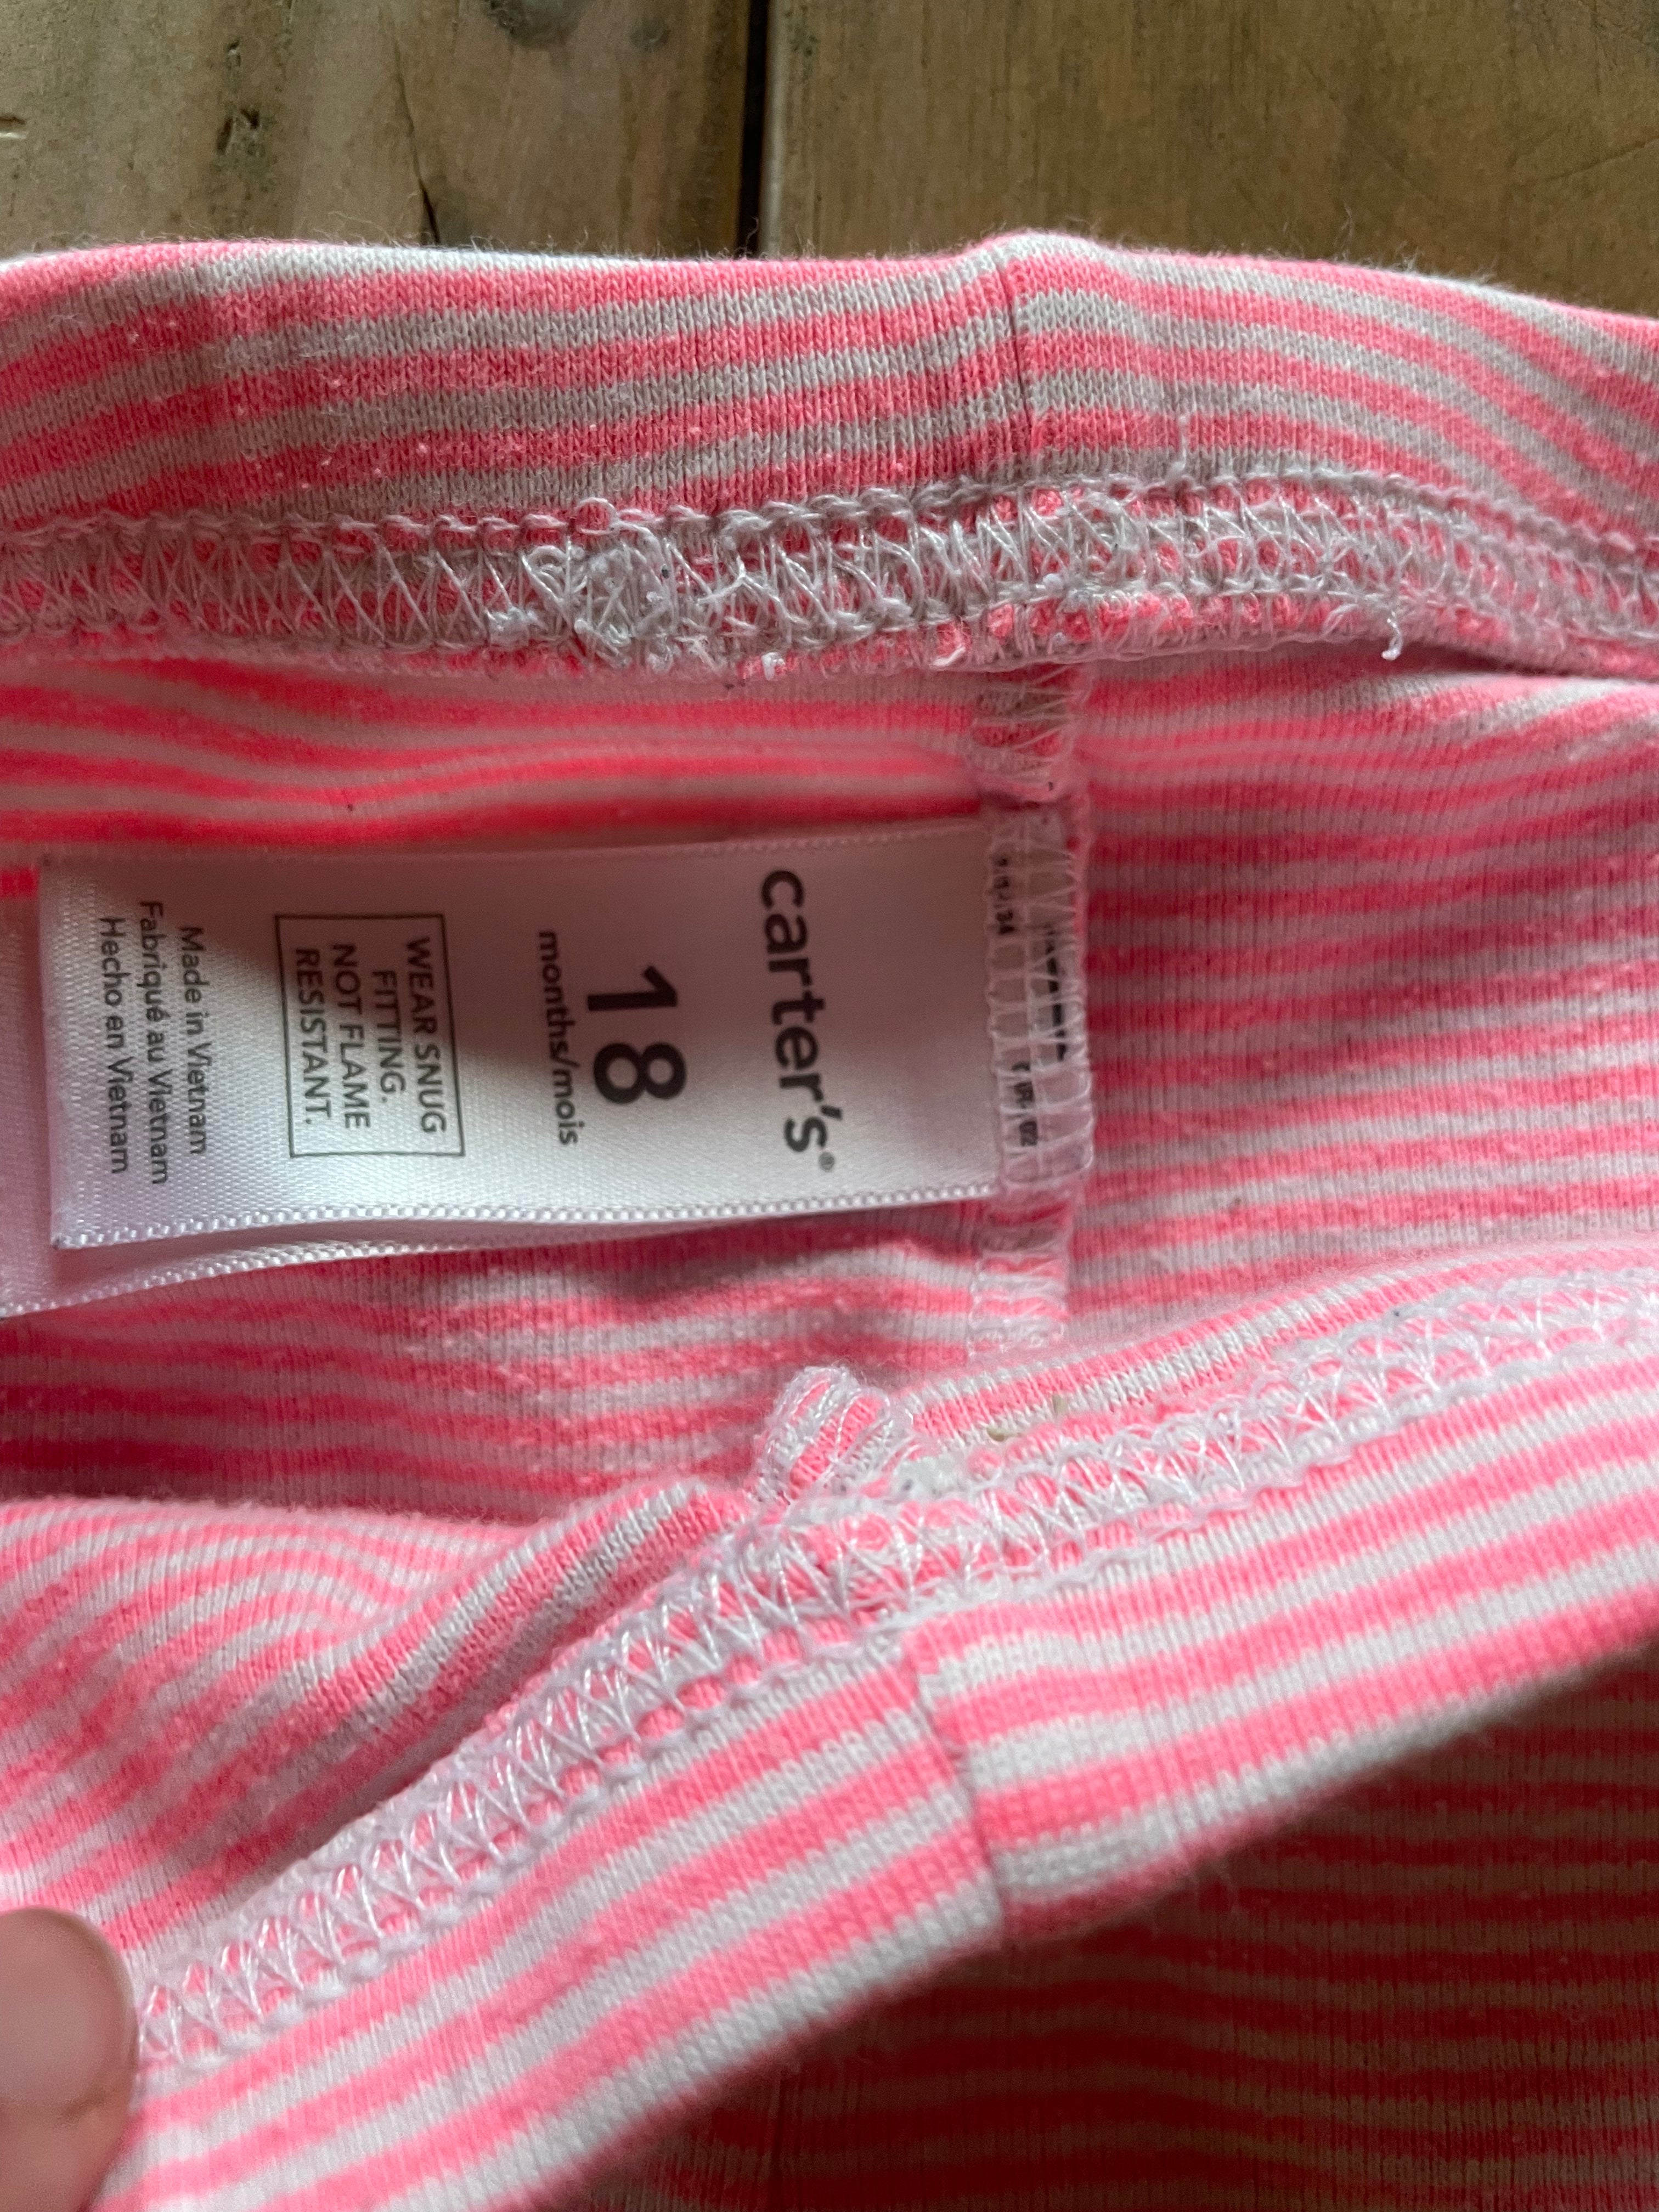 carter's®
18
months/mois
WEAR SNUG
FITTING.
NOT FLAME
RESISTANT.
Made in Vietnam
Fabriqué au Vietnam
Hecho en Vietnam